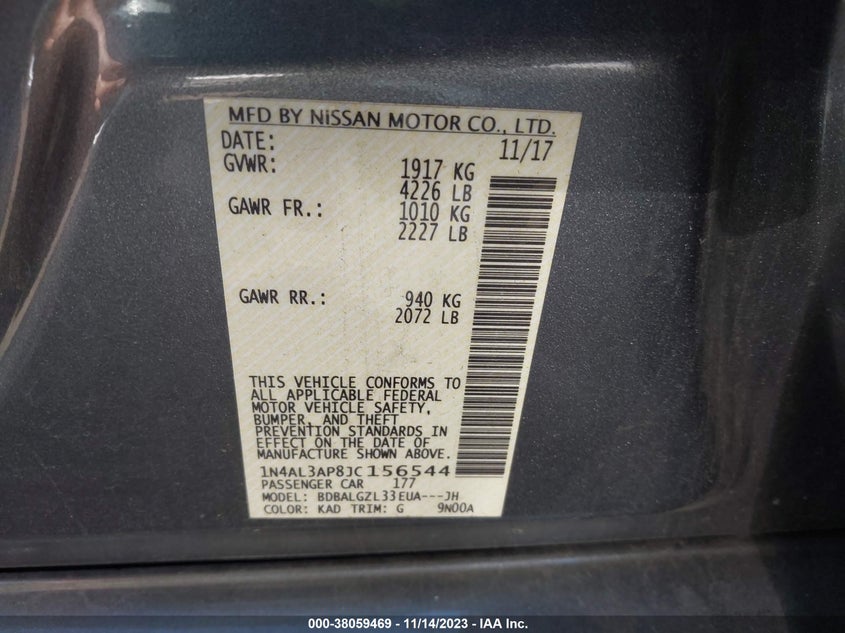 MFD BY NISSAN MOTOR CO., LTD.
DATE: 11/17
GVWR: 1917 KG
4226 LB
GAWR FR.: 1010 KG
2227 LB
GAWR RR.: 940 KG
2072 LB
THIS VEHICLE CONFORMS TO
ALL APPLICABLE FEDERAL
MOTOR VEHICLE SAFETY,
BUMPER, AND THEFT
PREVENTION STANDARDS IN
EFFECT ON THE DATE OF
MANUFACTURE SHOWN ABOVE.
1N4AL3AP8JC156544
PASSENGER CAR 177
MODEL: BDBALGZL33EUA---JH
COLOR: KAD TRIM: G 9N00A
000-38059469 - 11/14/2023 - IAA Inc.